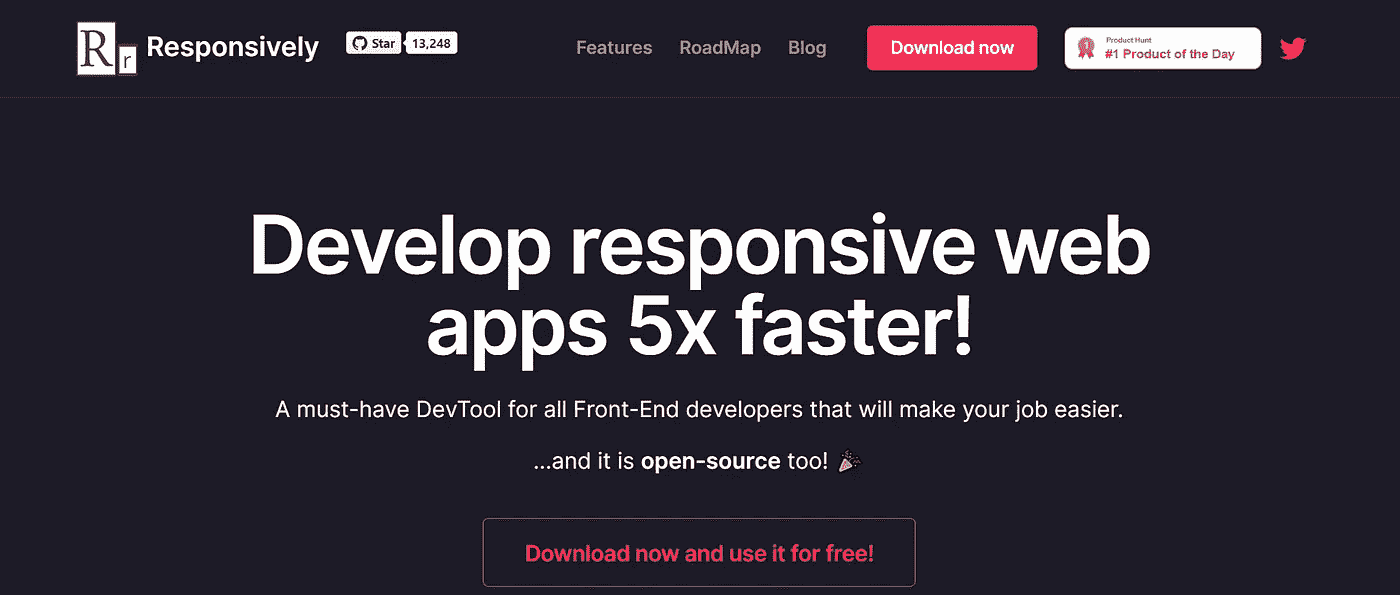 Rr Responsively
Star 13,248
Features RoadMap Blog
Download now
Product Hunt
#1 Product of the Day
Develop responsive web
apps 5x faster!
A must-have DevTool for all Front-End developers that will make your job easier.
...and it is open-source too! 🎉
Download now and use it for free!